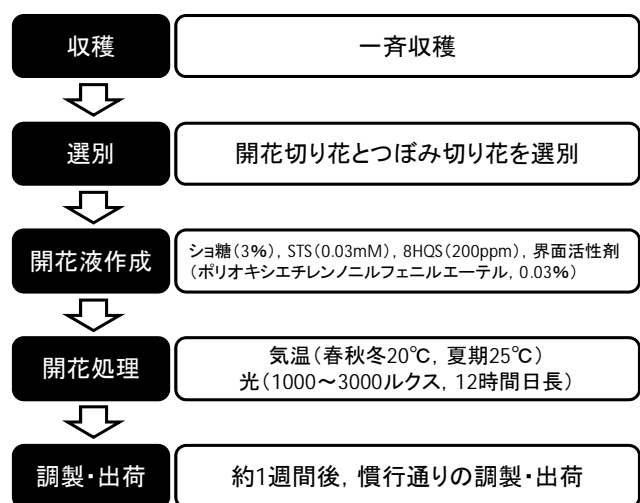 収穫
一斉収穫
選別
開花切り花とつぼみ切り花を選別
開花液作成
ショ糖(3%), STS(0.03mM), 8HQS(200ppm), 界面活性剤
(ポリオキシエチレンノニルフェニルエーテル, 0.03%)
開花処理
気温(春秋冬20℃, 夏期25℃)
光(1000～3000ルクス, 12時間日長)
調製・出荷
約1週間後, 慣行通りの調製・出荷